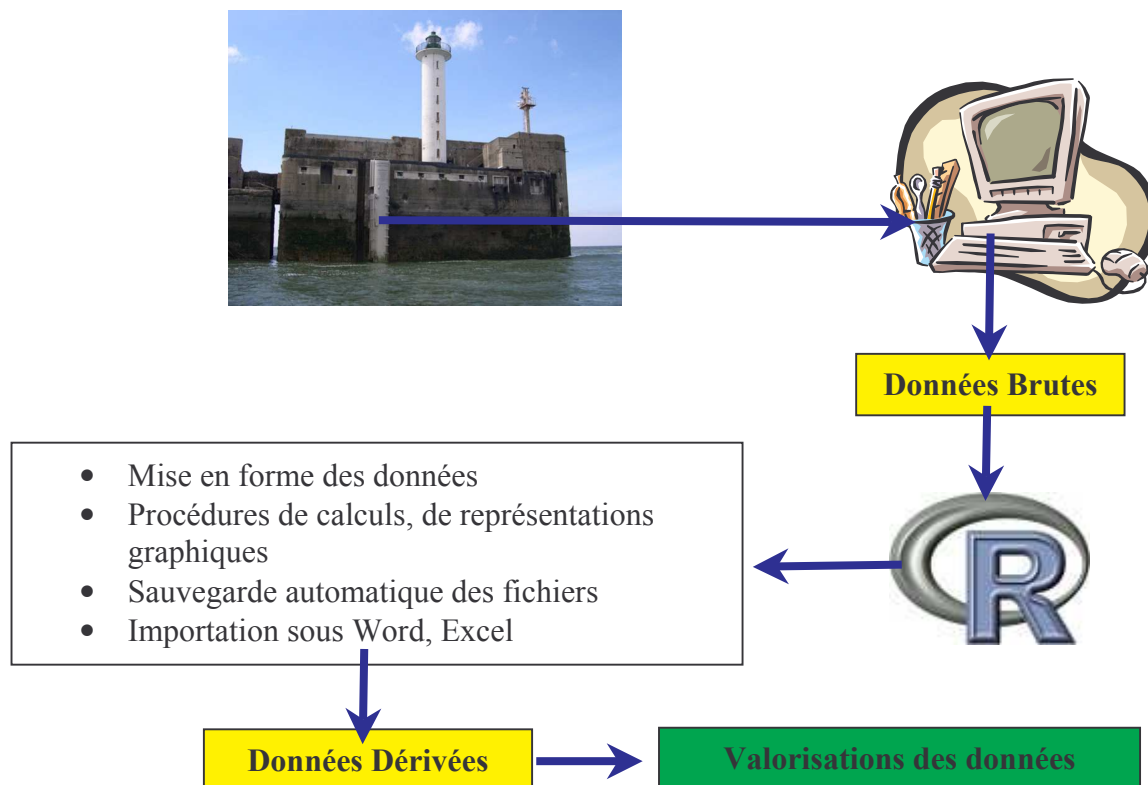 Données Brutes
• Mise en forme des données
• Procédures de calculs, de représentations
graphiques
• Sauvegarde automatique des fichiers
• Importation sous Word, Excel
R
Données Dérivées
Valorisations des données